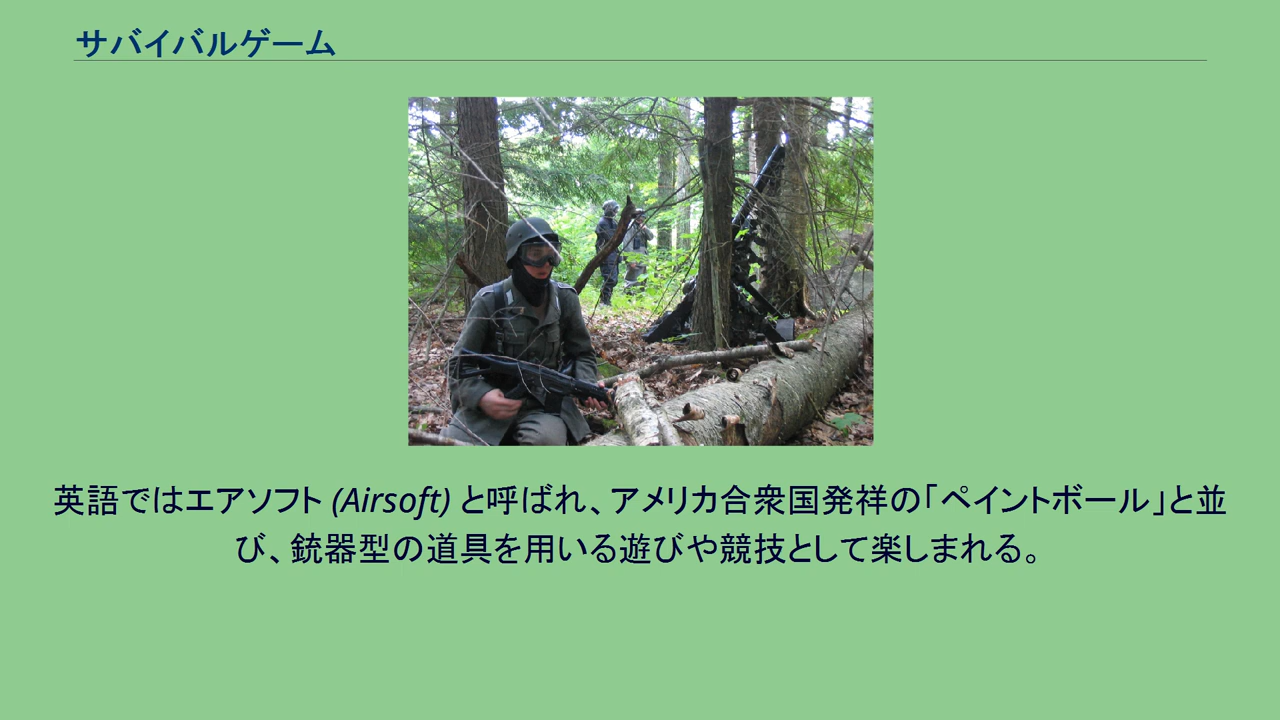 サバイバルゲーム
英語ではエアソフト (Airsoft) と呼ばれ、アメリカ合衆国発祥の「ペイントボール」と並
び、銃器型の道具を用いる遊びや競技として楽しまれる。